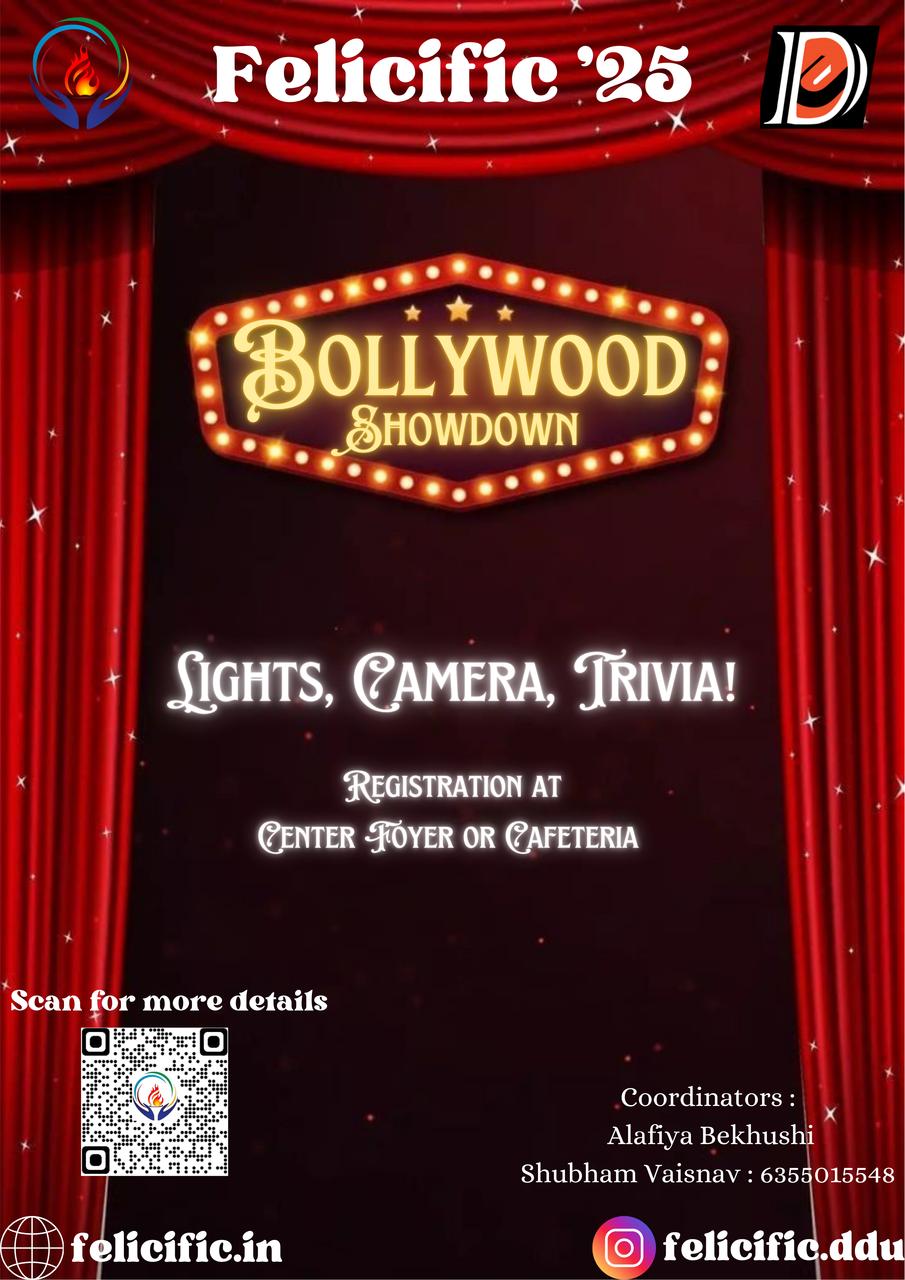 Felicific ’25
Bollywood
Showdown
Lights, Camera, Trivia!
Registration at
Center Foyer or Cafeteria
Scan for more details
Coordinators :
Alafiya Bekhushi
Shubham Vaisnav : 6355015548
felicific.in
felicific.ddu